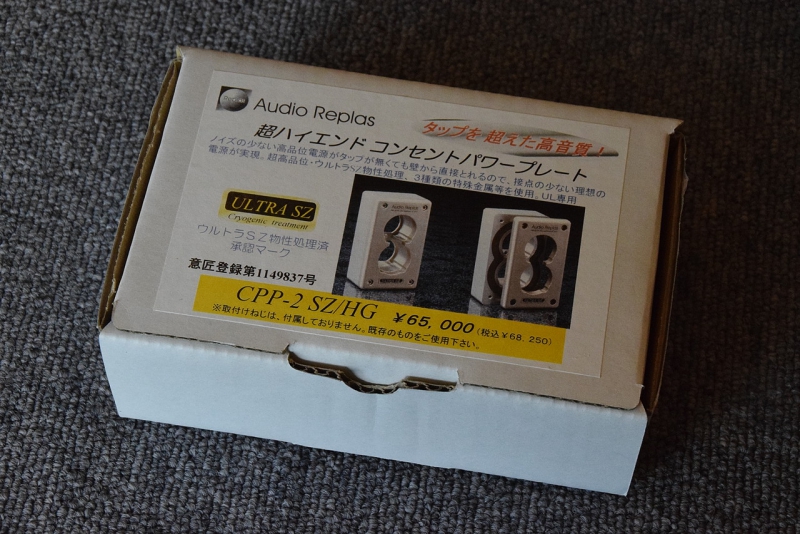 Audio Replas
タップを 超えた高音質！
超ハイエンド コンセントパワープレート
ノイズの少ない高品位電源がタップが無くても壁から直接とれるので、接点の少ない理想の
電源が実現。超高品位・ウルトラSZ物性処理、3種類の特殊金属等を使用。UL専用
ULTRA SZ
Cryogenic treatment
ウルトラSZ物性処理済
承認マーク
意匠登録第1149837号
Audio Replas
Audio Replas
CPP-2 SZ/HG ￥65,000(税込￥68,250)
※取付けねじは、付属しておりません。既存のものをご使用下さい。